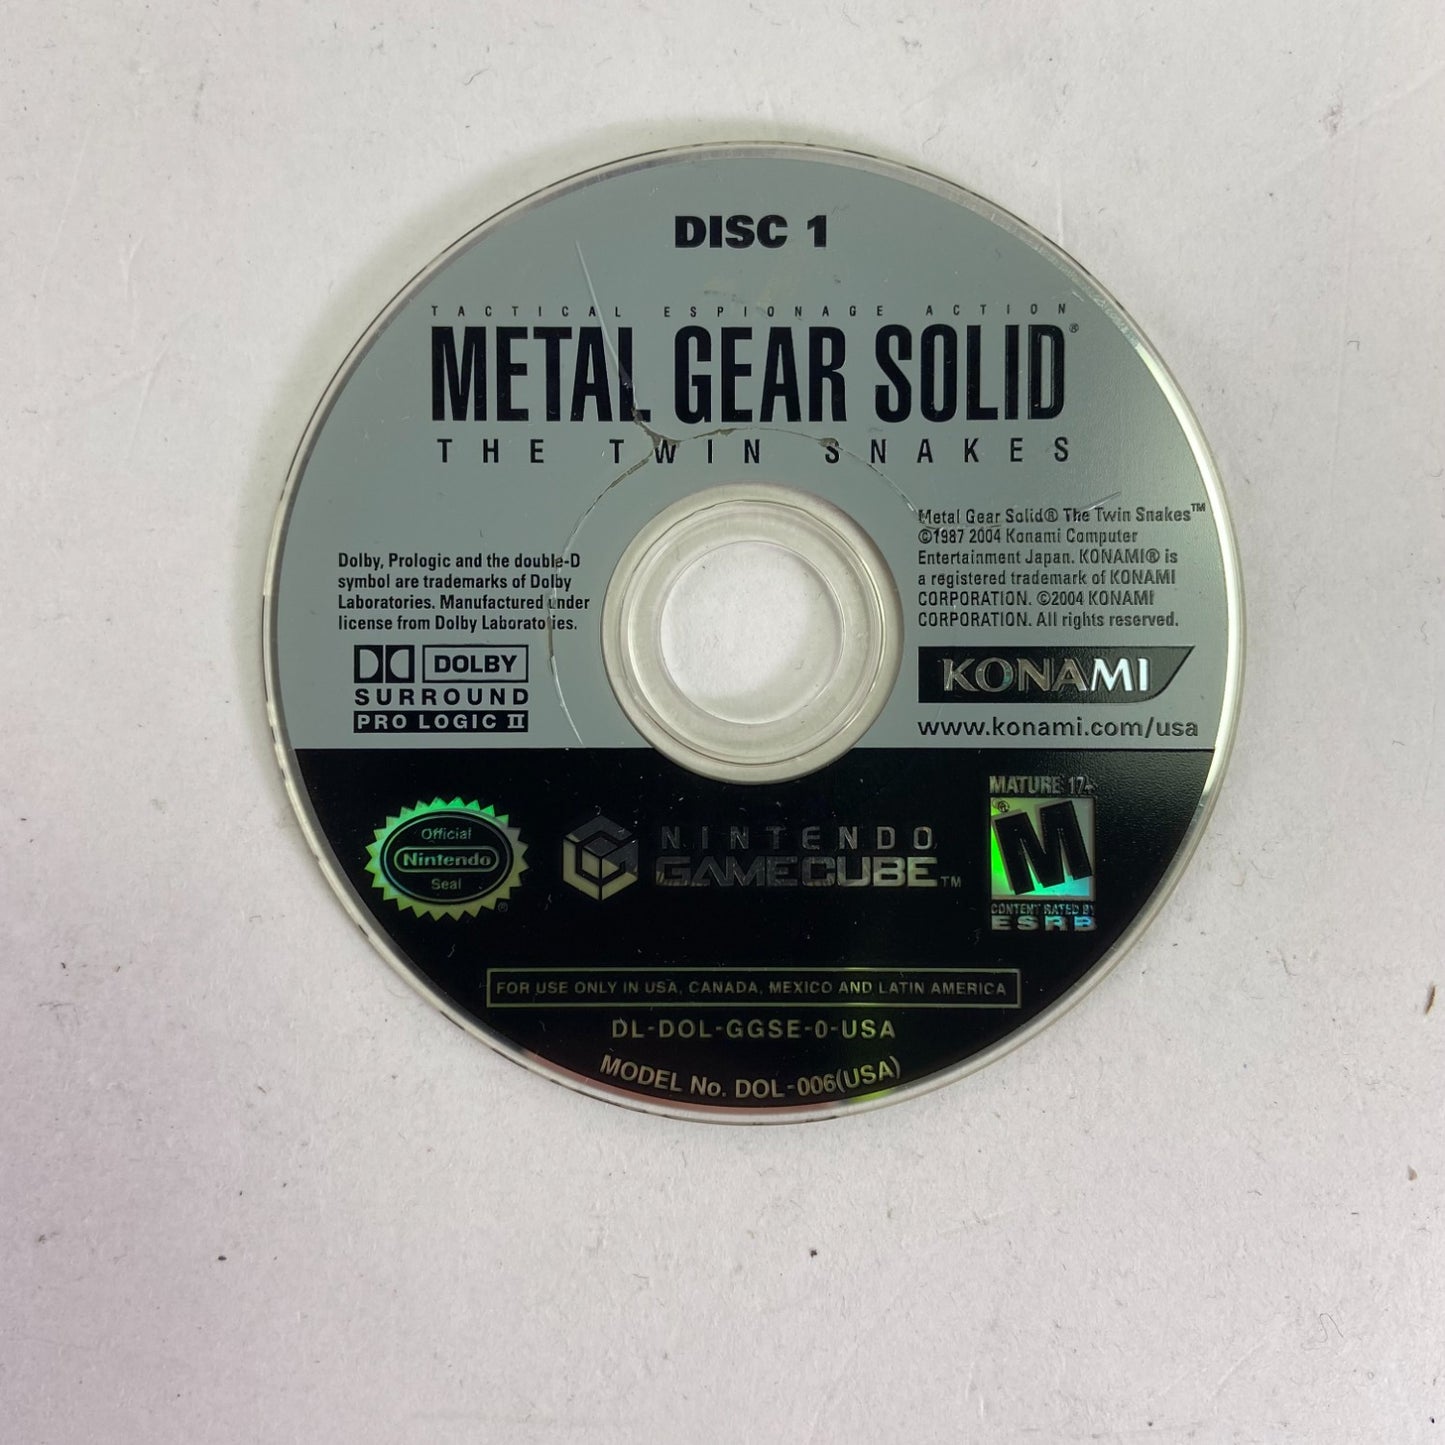 DISC 1
TACTICAL ESPIONAGE ACTION
METAL GEAR SOLID®
THE TWIN SNAKES
Dolby, Prologic and the double-D
symbol are trademarks of Dolby
Laboratories. Manufactured under
license from Dolby Laboratories.
DOLBY
SURROUND
PRO LOGIC II
Metal Gear Solid® The Twin Snakes™
©1987 2004 Konami Computer
Entertainment Japan. KONAMI® is
a registered trademark of KONAMI
CORPORATION. ©2004 KONAMI
CORPORATION. All rights reserved.
KONAMI
www.konami.com/usa
Official
Nintendo
Seal
®
NINTENDO
GAMECUBE™
MATURE 17+
M
®
CONTENT RATED BY
ESRB
FOR USE ONLY IN USA, CANADA, MEXICO AND LATIN AMERICA
DL-DOL-GGSE-0-USA
MODEL No. DOL-006(USA)